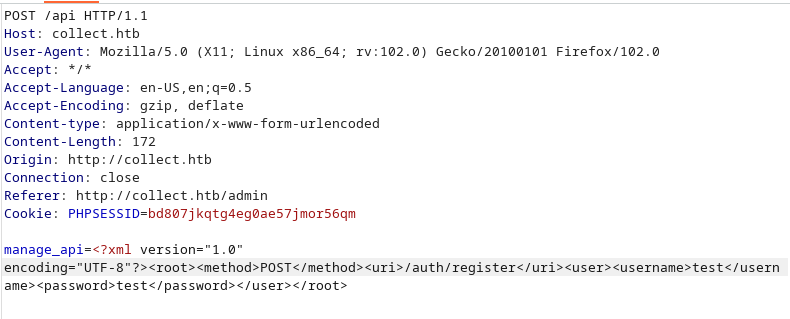 POST /api HTTP/1.1
Host: collect.htb
User-Agent: Mozilla/5.0 (X11; Linux x86_64; rv:102.0) Gecko/20100101 Firefox/102.0
Accept: */*
Accept-Language: en-US,en;q=0.5
Accept-Encoding: gzip, deflate
Content-type: application/x-www-form-urlencoded
Content-Length: 172
Origin: http://collect.htb
Connection: close
Referer: http://collect.htb/admin
Cookie: PHPSESSID=bd807jkqtg4eg0ae57jmor56qm
manage_api=<?xml version="1.0"
encoding="UTF-8"?><root><method>POST</method><uri>/auth/register</uri><user><username>test</usern
ame><password>test</password></user></root>